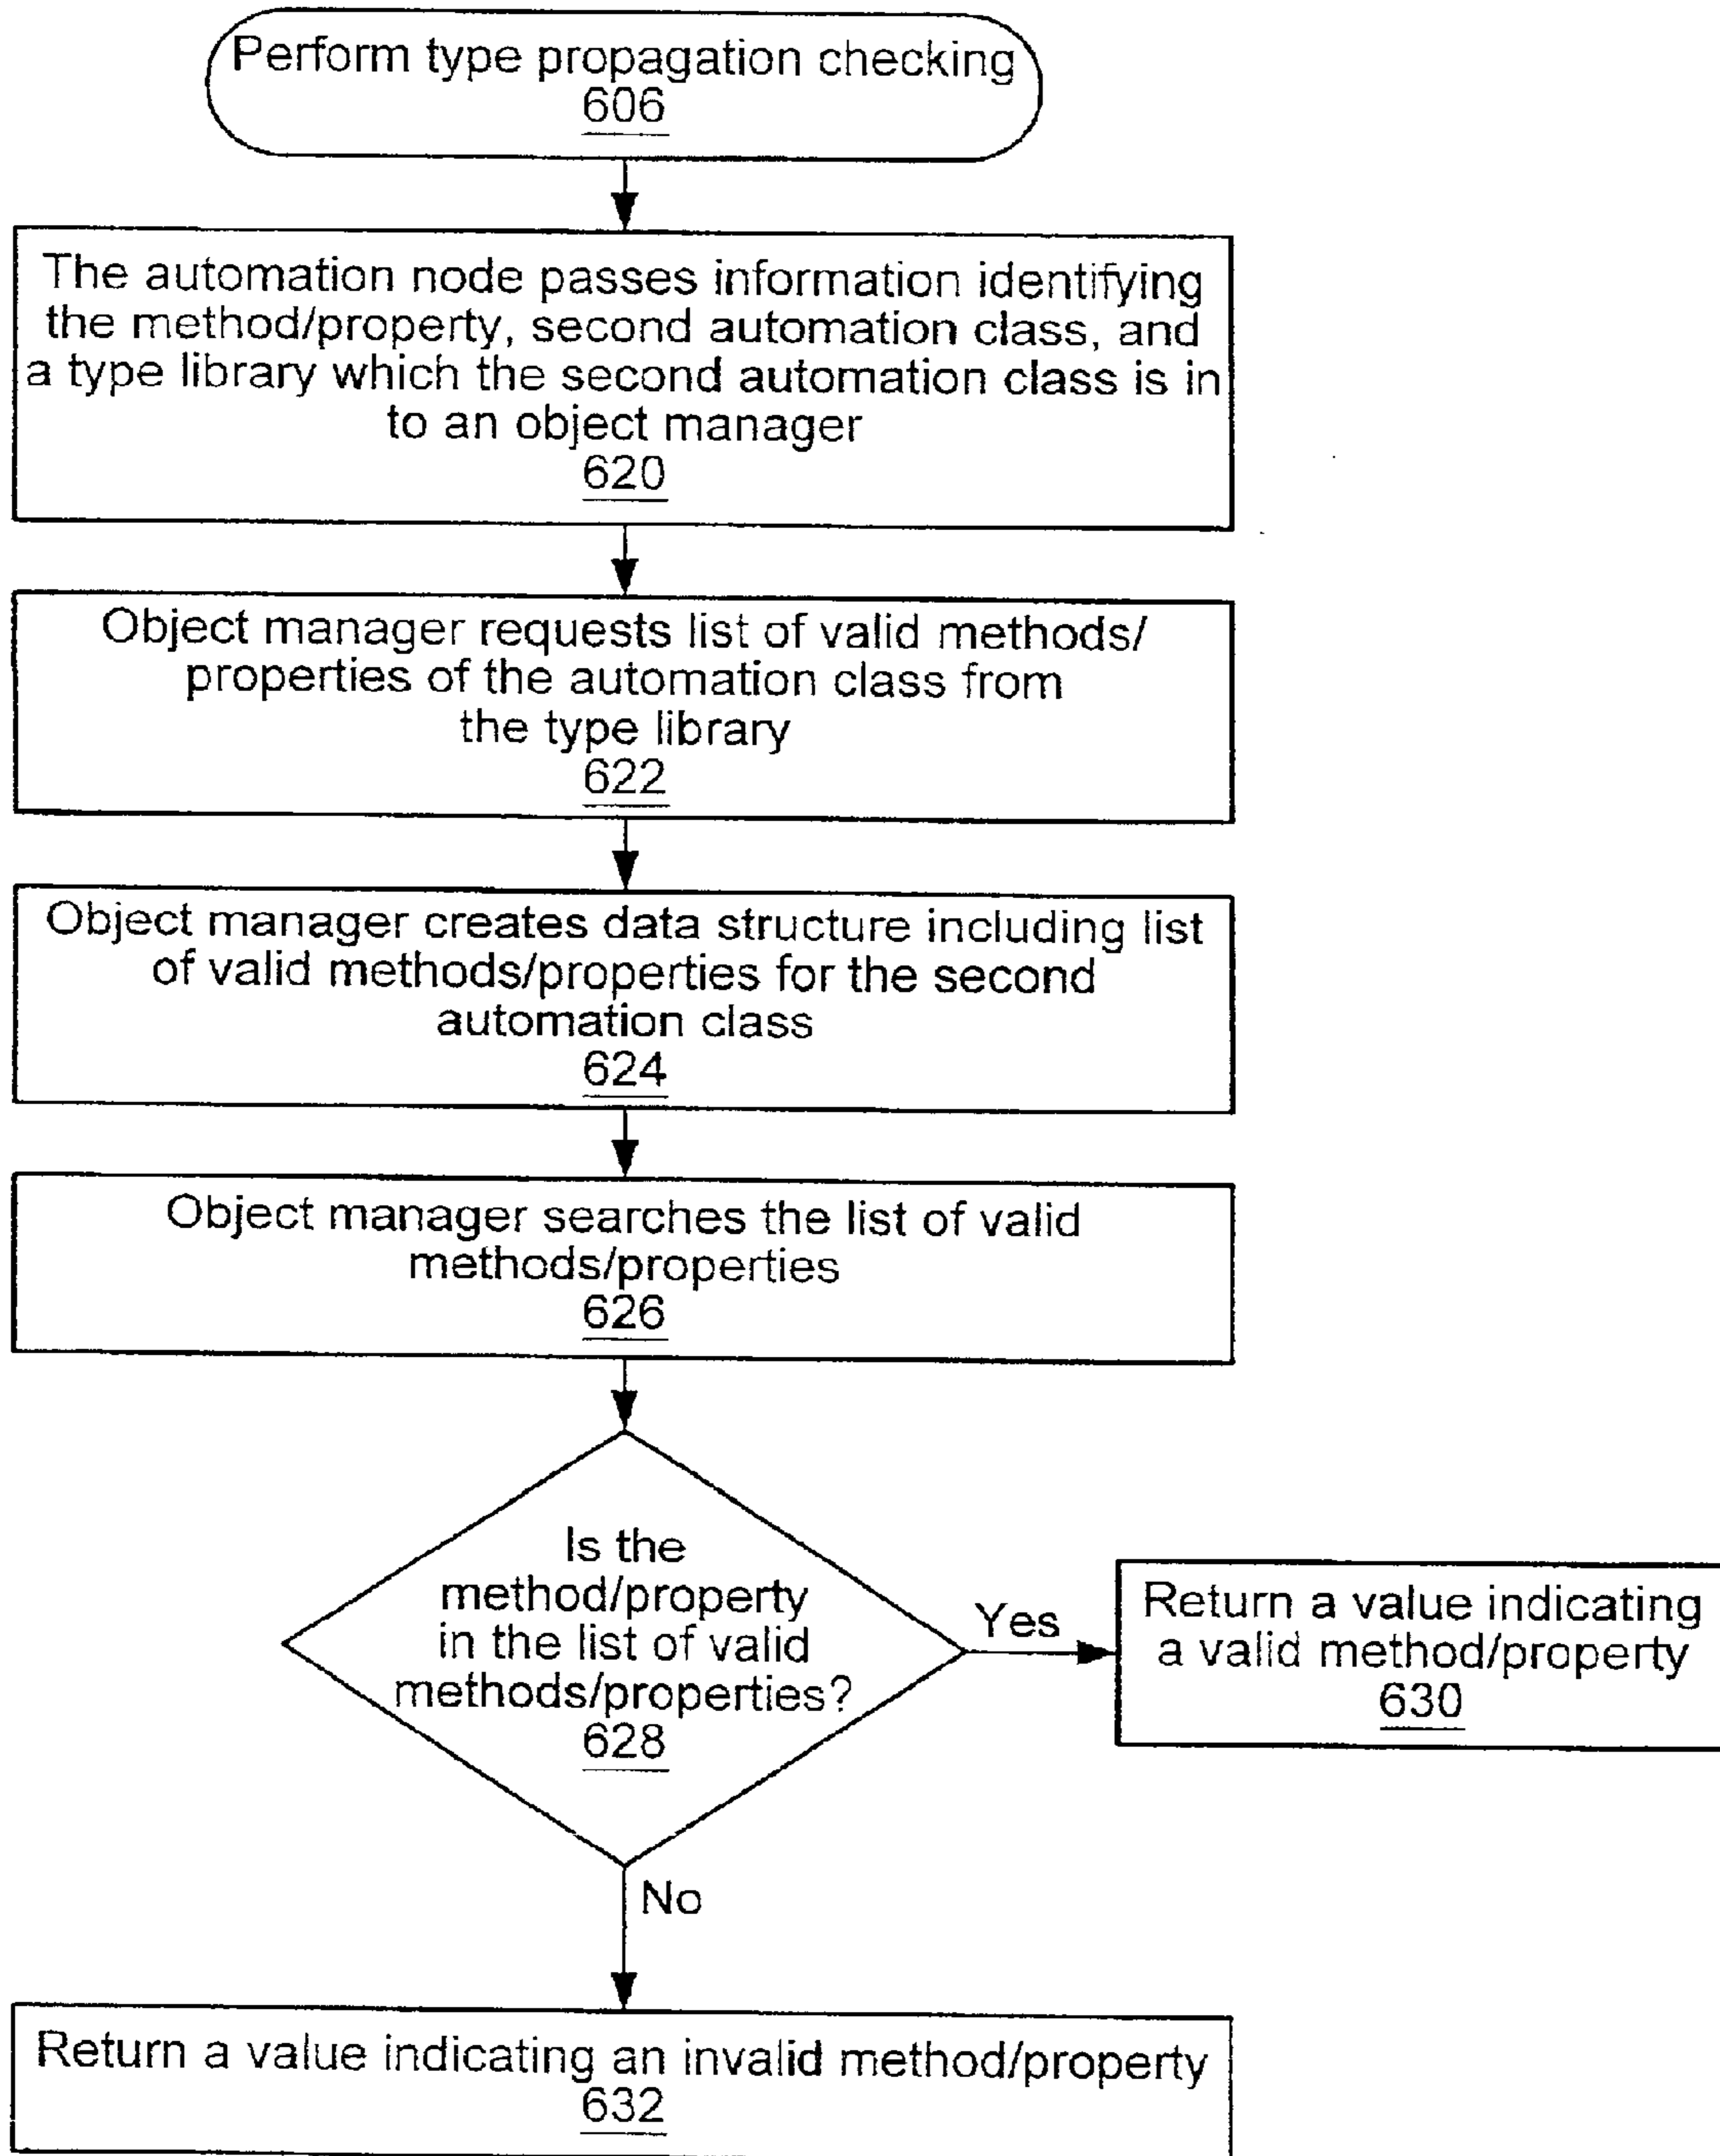 Perform type propagation checking
606
The automation node passes information identifying
the method/property, second automation class, and
a type library which the second automation class is in
to an object manager
620
Object manager requests list of valid methods/
properties of the automation class from
the type library
622
Object manager creates data structure including list
of valid methods/properties for the second
automation class
624
Object manager searches the list of valid
methods/properties
626
Is the
method/property
in the list of valid
methods/properties?
628
Yes
Return a value indicating
a valid method/property
630
No
Return a value indicating an invalid method/property
632